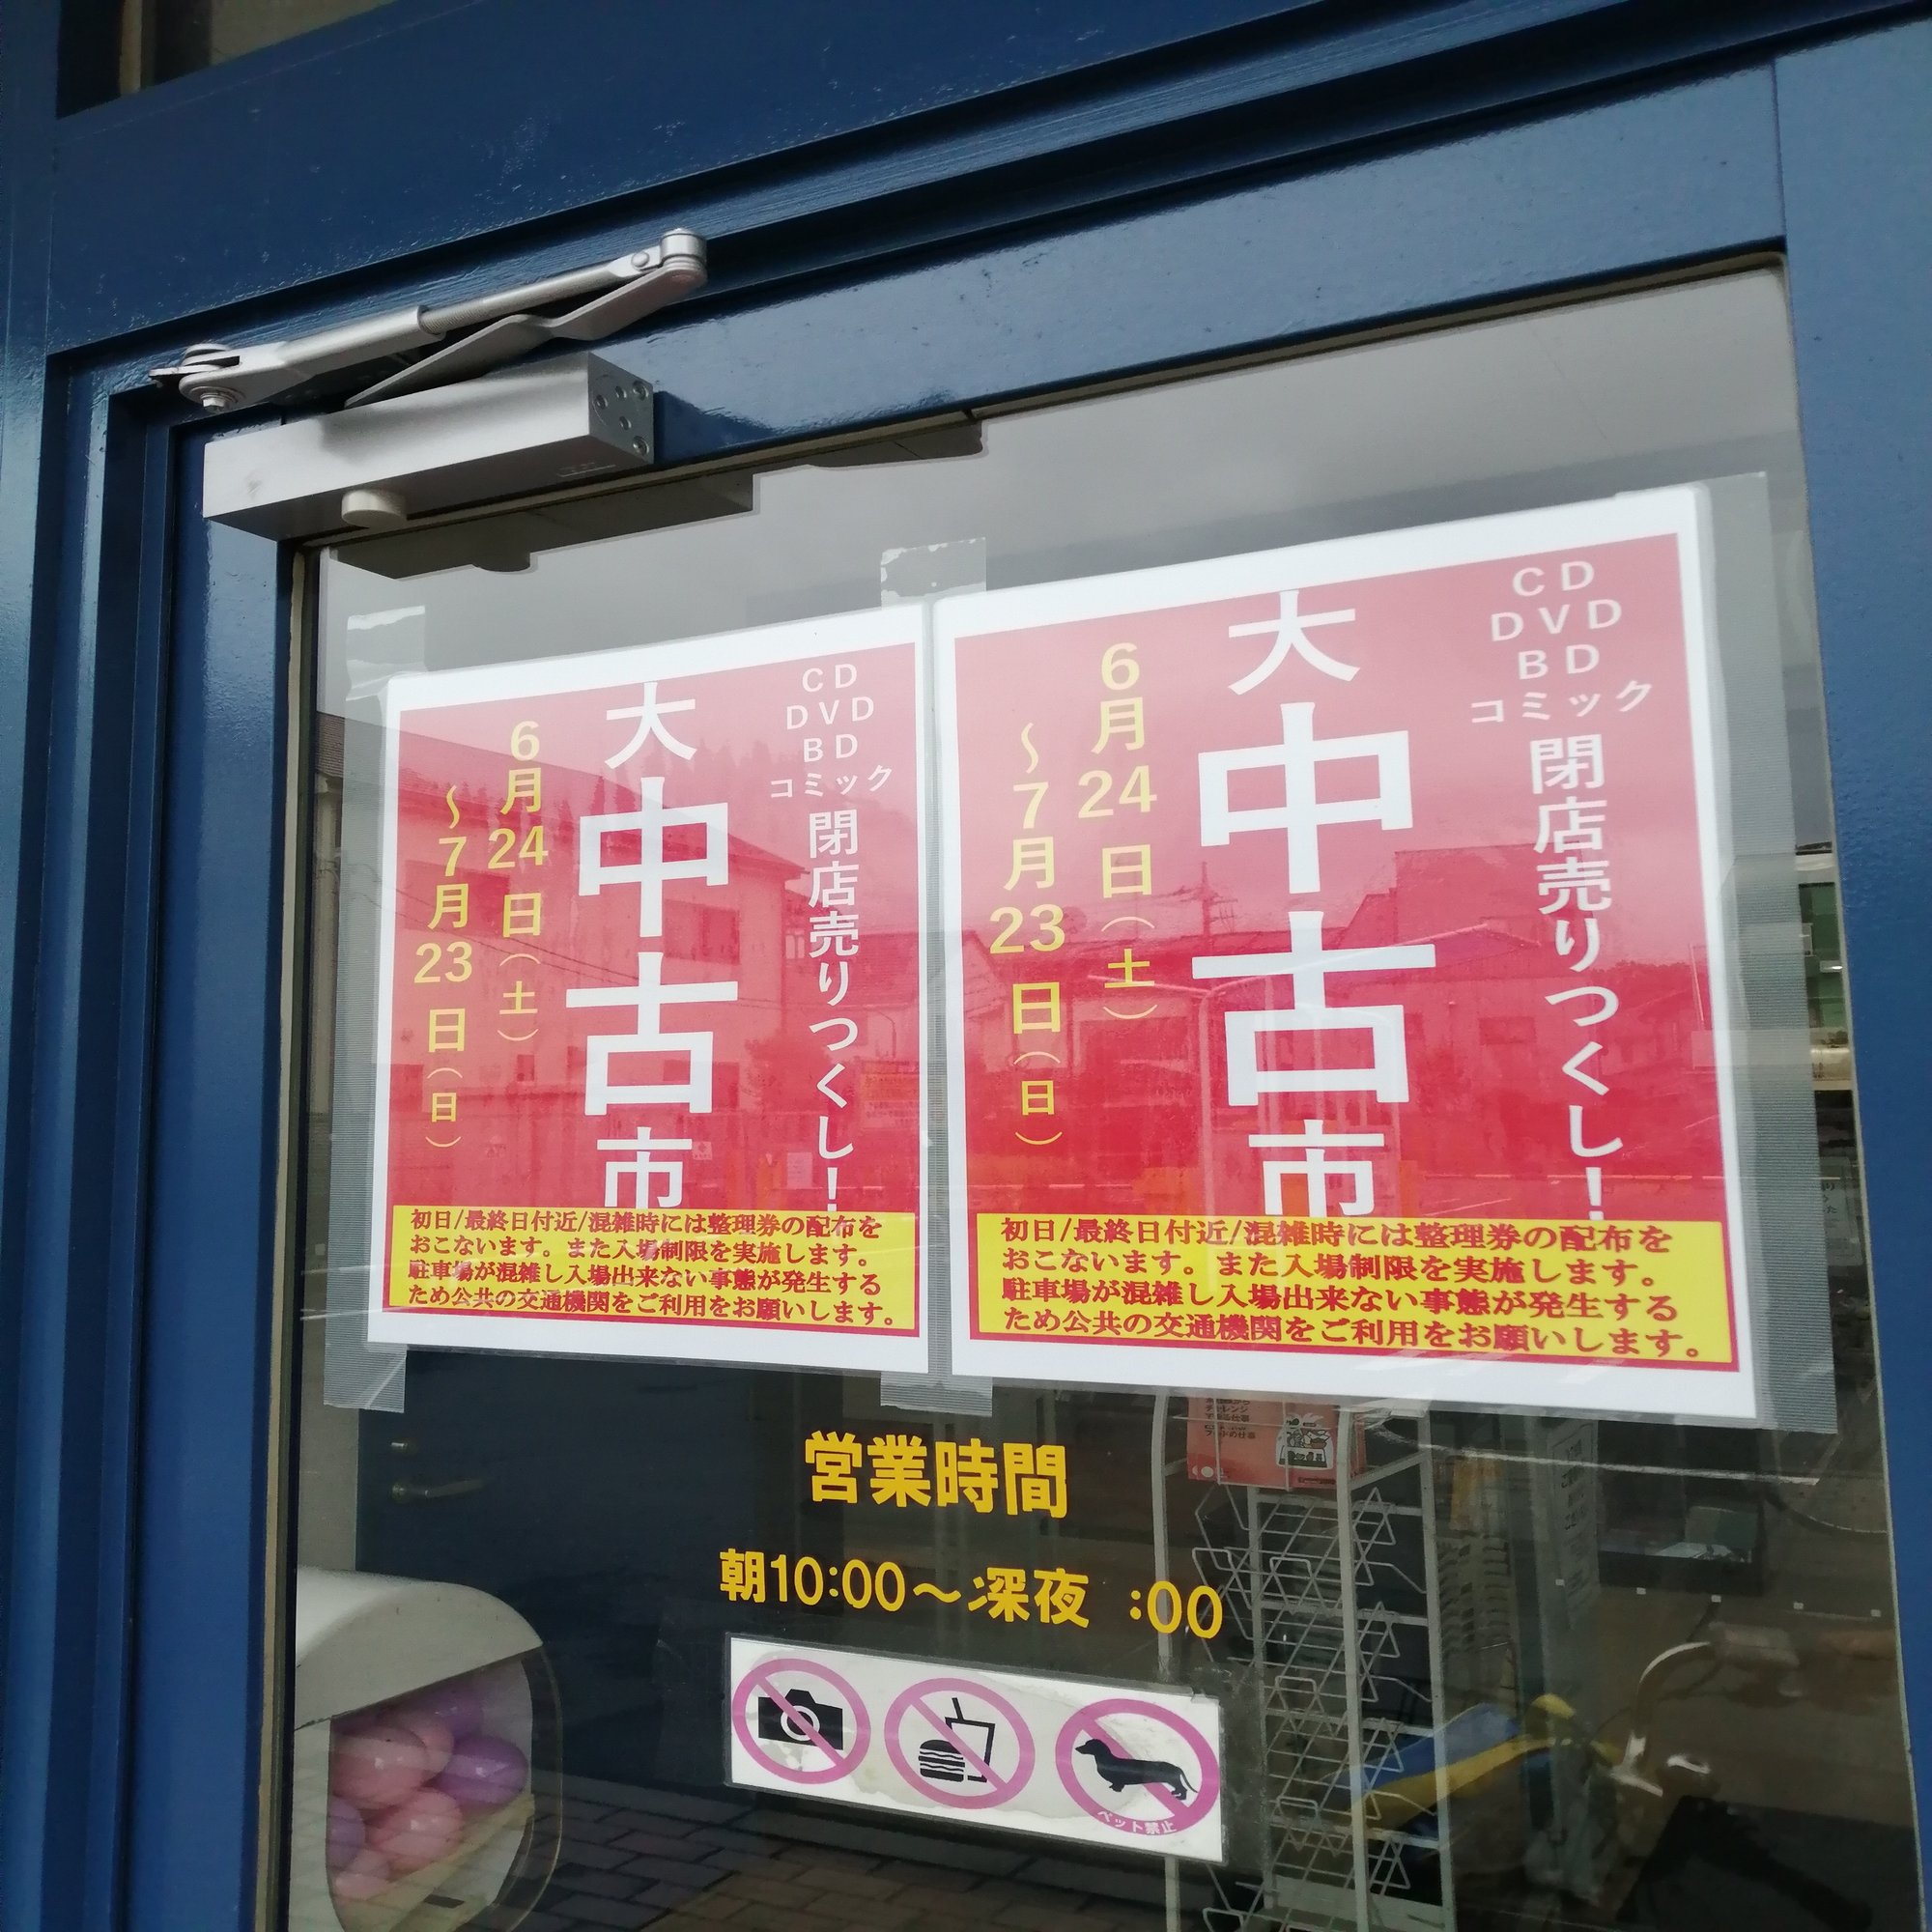 CD
DVD
BD
コミック
閉店売りつくし!
大中古市
6月24日(土)
~7月23日(日)
初日/最終日付近/混雑時には整理券の配布を
おこないます。また入場制限を実施します。
駐車場が混雑し入場出来ない事態が発生する
ため公共の交通機関をご利用をお願いします。
CD
DVD
BD
コミック
閉店売りつくし!
大中古市
6月24日(土)
~7月23日(日)
初日/最終日付近/混雑時には整理券の配布を
おこないます。また入場制限を実施します。
駐車場が混雑し入場出来ない事態が発生する
ため公共の交通機関をご利用をお願いします。
営業時間
朝10:00~深夜 :00
ペット禁止